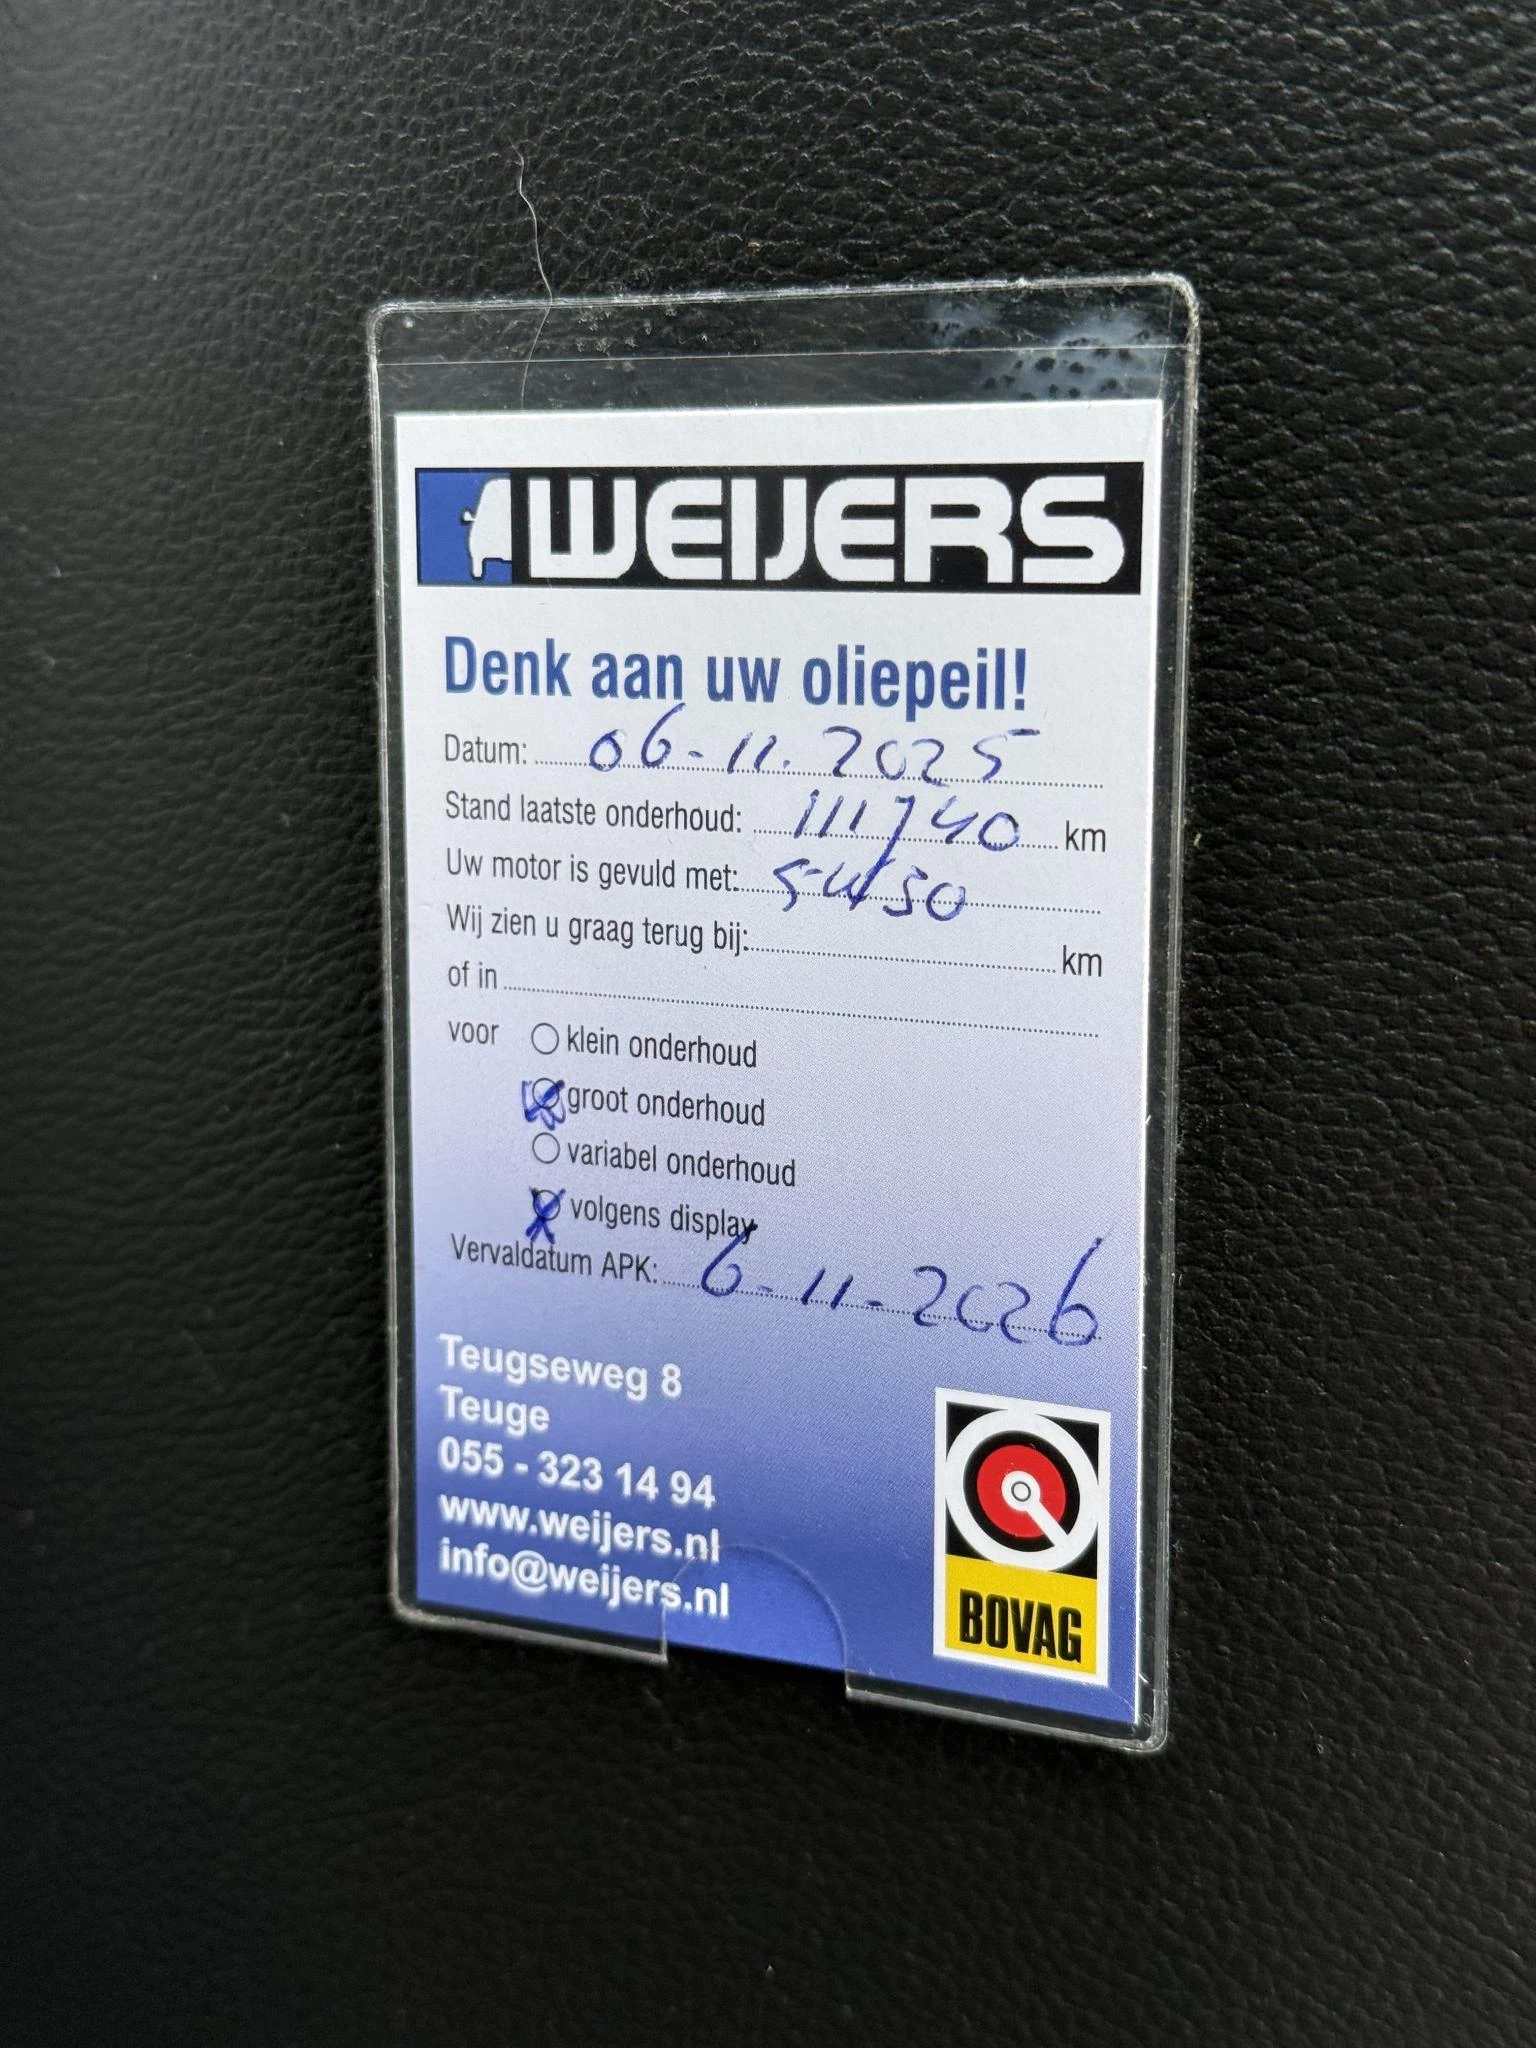 WEIJERS
Denk aan uw oliepeil!
Datum: 06-11.2025
Stand laatste onderhoud: 111740 km
Uw motor is gevuld met: 5W30
Wij zien u graag terug bij: km
of in
voor klein onderhoud
groot onderhoud
variabel onderhoud
volgens display
Vervaldatum APK: 6-11-2026
Teugseweg 8
Teuge
055 - 323 14 94
www.weijers.nl
info@weijers.nl
BOVAG